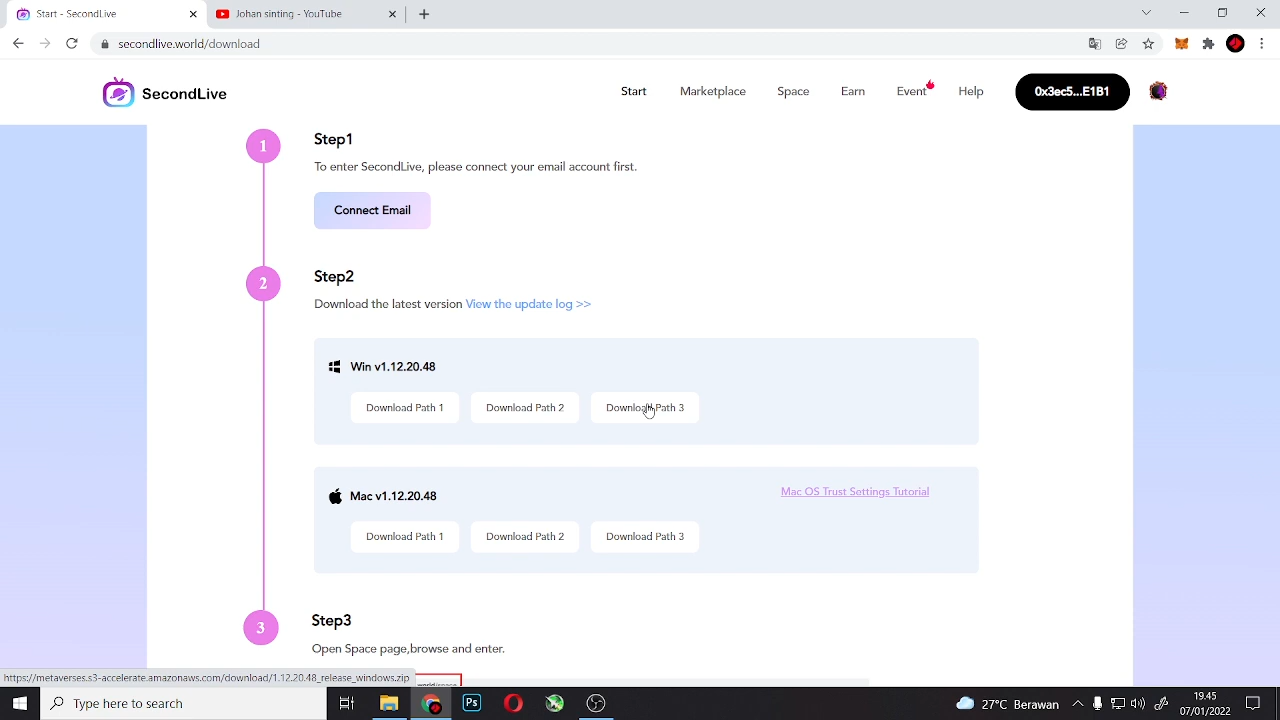 Start - SecondLive
Johan sinting - YouTube
secondlive.world/download
SecondLive
Start
Marketplace
Space
Earn
Event
Help
0x3ec5...E1B1
1
Step1
To enter SecondLive, please connect your email account first.
Connect Email
2
Step2
Download the latest version View the update log >>
Win v1.12.20.48
Download Path 1
Download Path 2
Download Path 3
Mac v1.12.20.48
Mac OS Trust Settings Tutorial
Download Path 1
Download Path 2
Download Path 3
3
Step3
Open Space page,browse and enter.
https://metaverses.s3-accelerate.amazonaws.com/download/1.12.20.48_release_windows.zip
Type here to search
Ps
27°C Berawan
19.45
07/01/2022